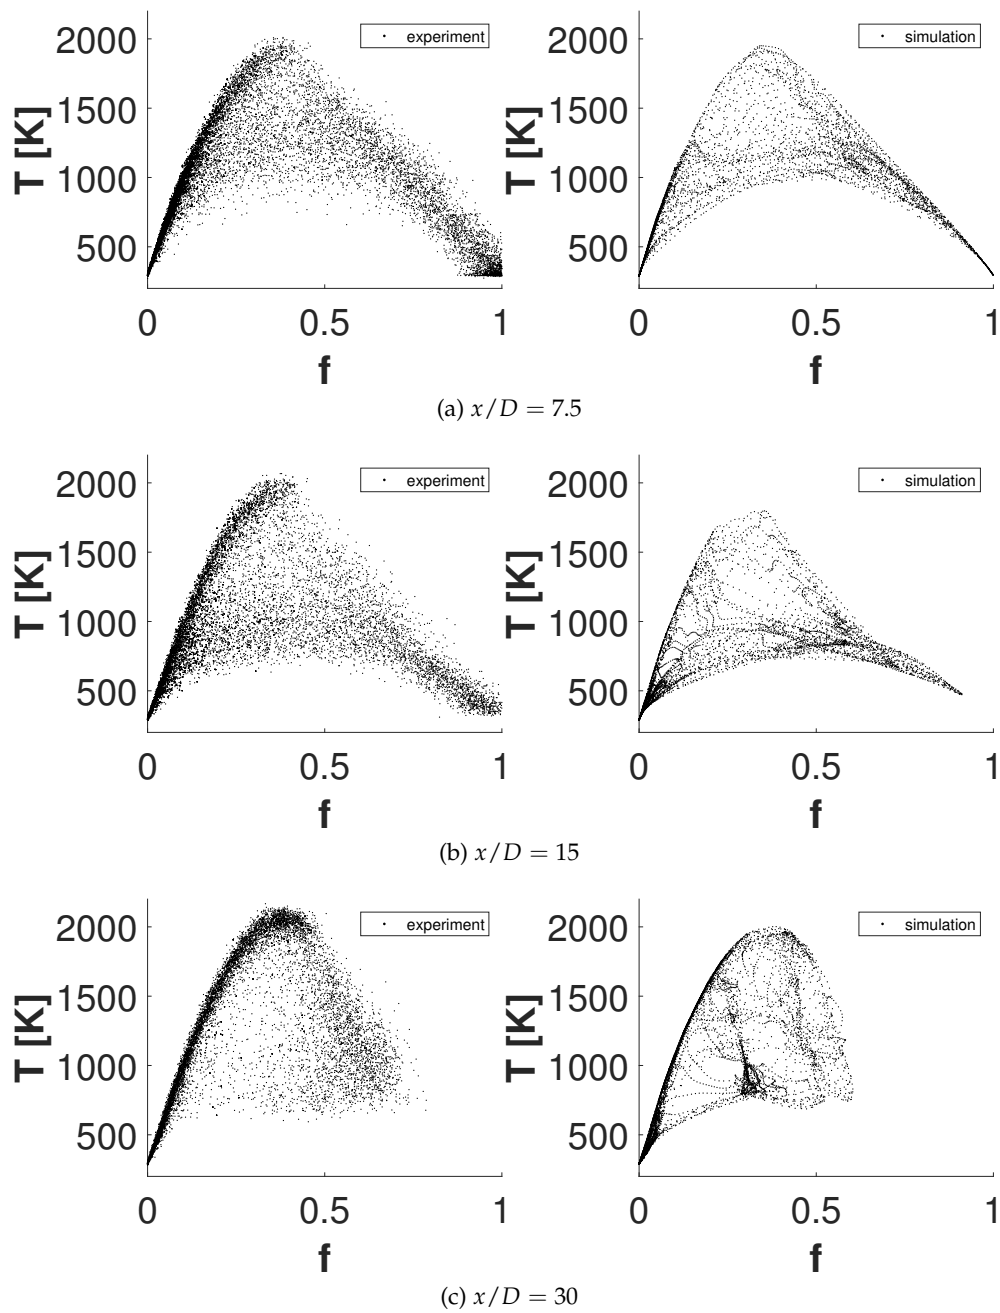 experiment
simulation
2000
1500
1000
500
T [K]
0
0.5
1
f
2000
1500
1000
500
T [K]
0
0.5
1
f
(a) x/D = 7.5
experiment
simulation
2000
1500
1000
500
T [K]
0
0.5
1
f
2000
1500
1000
500
T [K]
0
0.5
1
f
(b) x/D = 15
experiment
simulation
2000
1500
1000
500
T [K]
0
0.5
1
f
2000
1500
1000
500
T [K]
0
0.5
1
f
(c) x/D = 30